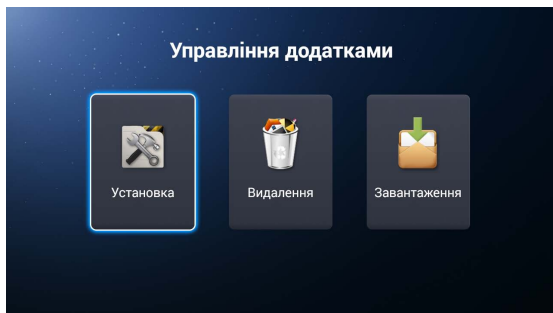 Управління додатками
Установка
Видалення
Завантаження